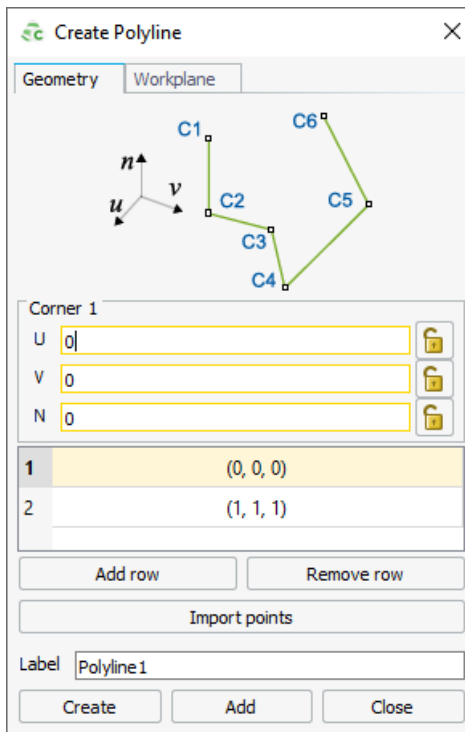 Create Polyline
Geometry Workplane
C1 C6
n
v
u C2 C5
C3
C4
Corner 1
U 0
V 0
N 0
1 (0, 0, 0)
2 (1, 1, 1)
Add row Remove row
Import points
Label Polyline1
Create Add Close